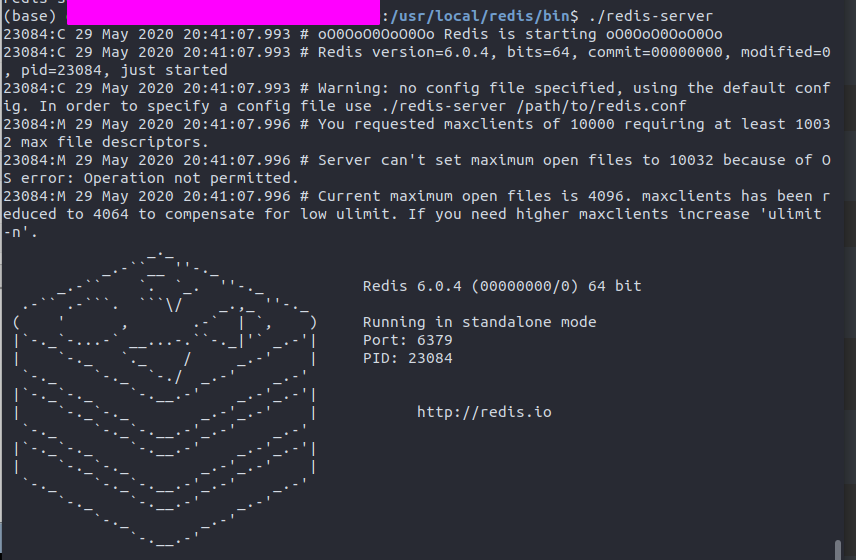 (base) :/usr/local/redis/bin$ ./redis-server
23084:C 29 May 2020 20:41:07.993 # oO0OoO0OoO0Oo Redis is starting oO0OoO0OoO0Oo
23084:C 29 May 2020 20:41:07.993 # Redis version=6.0.4, bits=64, commit=00000000, modified=0
, pid=23084, just started
23084:C 29 May 2020 20:41:07.993 # Warning: no config file specified, using the default conf
ig. In order to specify a config file use ./redis-server /path/to/redis.conf
23084:M 29 May 2020 20:41:07.996 # You requested maxclients of 10000 requiring at least 1003
2 max file descriptors.
23084:M 29 May 2020 20:41:07.996 # Server can't set maximum open files to 10032 because of O
S error: Operation not permitted.
23084:M 29 May 2020 20:41:07.996 # Current maximum open files is 4096. maxclients has been r
educed to 4064 to compensate for low ulimit. If you need higher maxclients increase 'ulimit
-n'.
Redis 6.0.4 (00000000/0) 64 bit
Running in standalone mode
Port: 6379
PID: 23084
http://redis.io